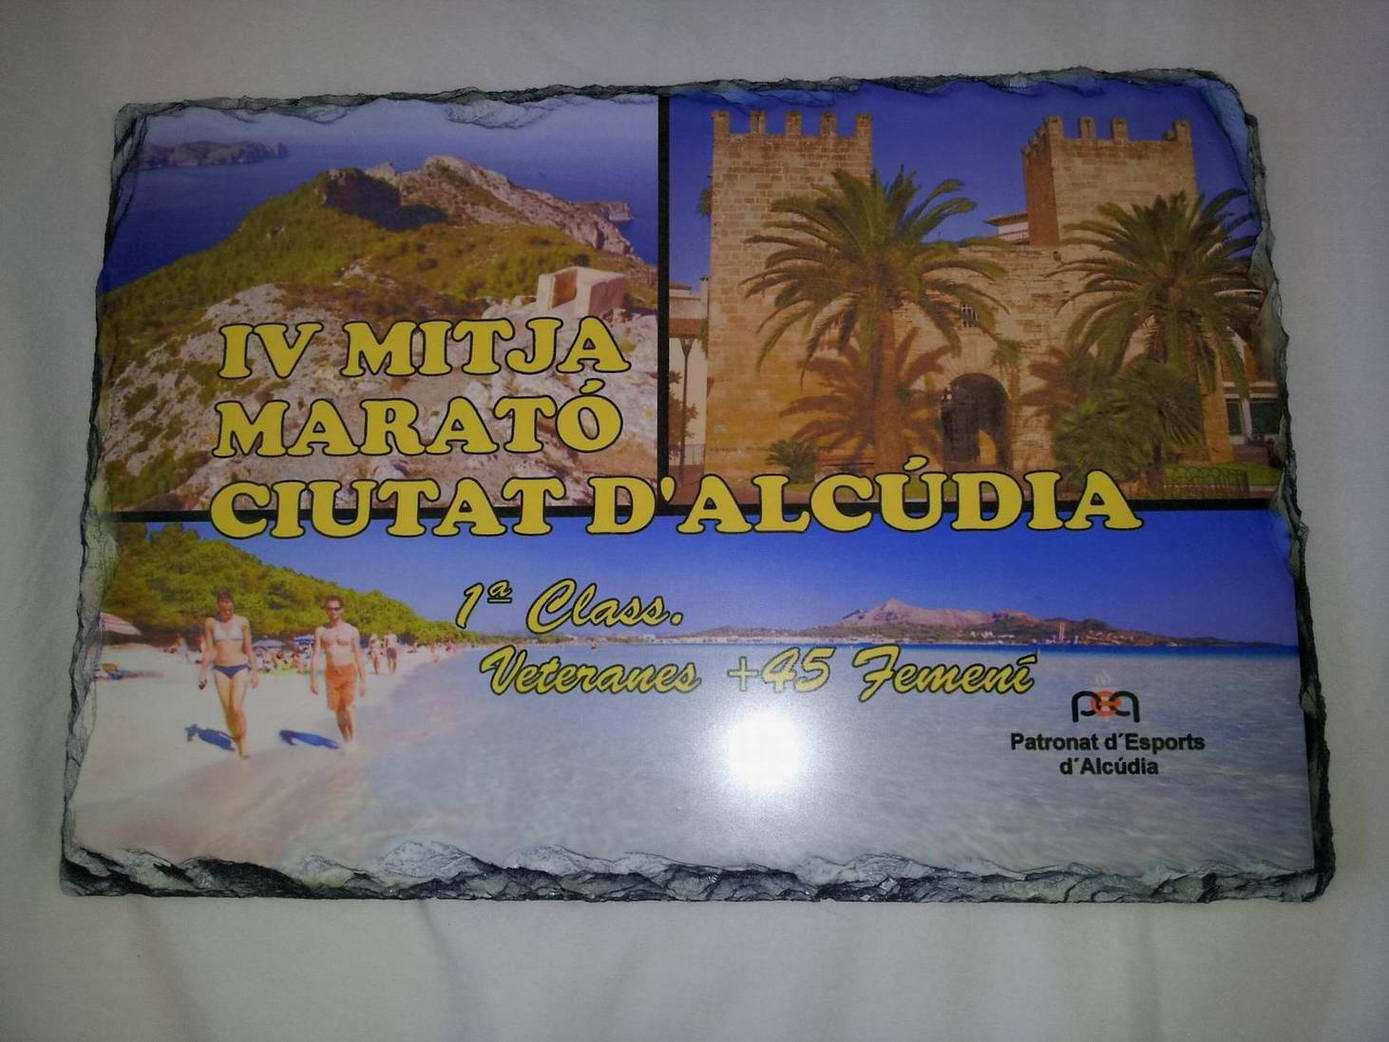 IV MITJA
MARATÓ
CIUTAT D'ALCÚDIA
1ª Class.
Veteranes +45 Femení
Patronat d´Esports
d´Alcúdia